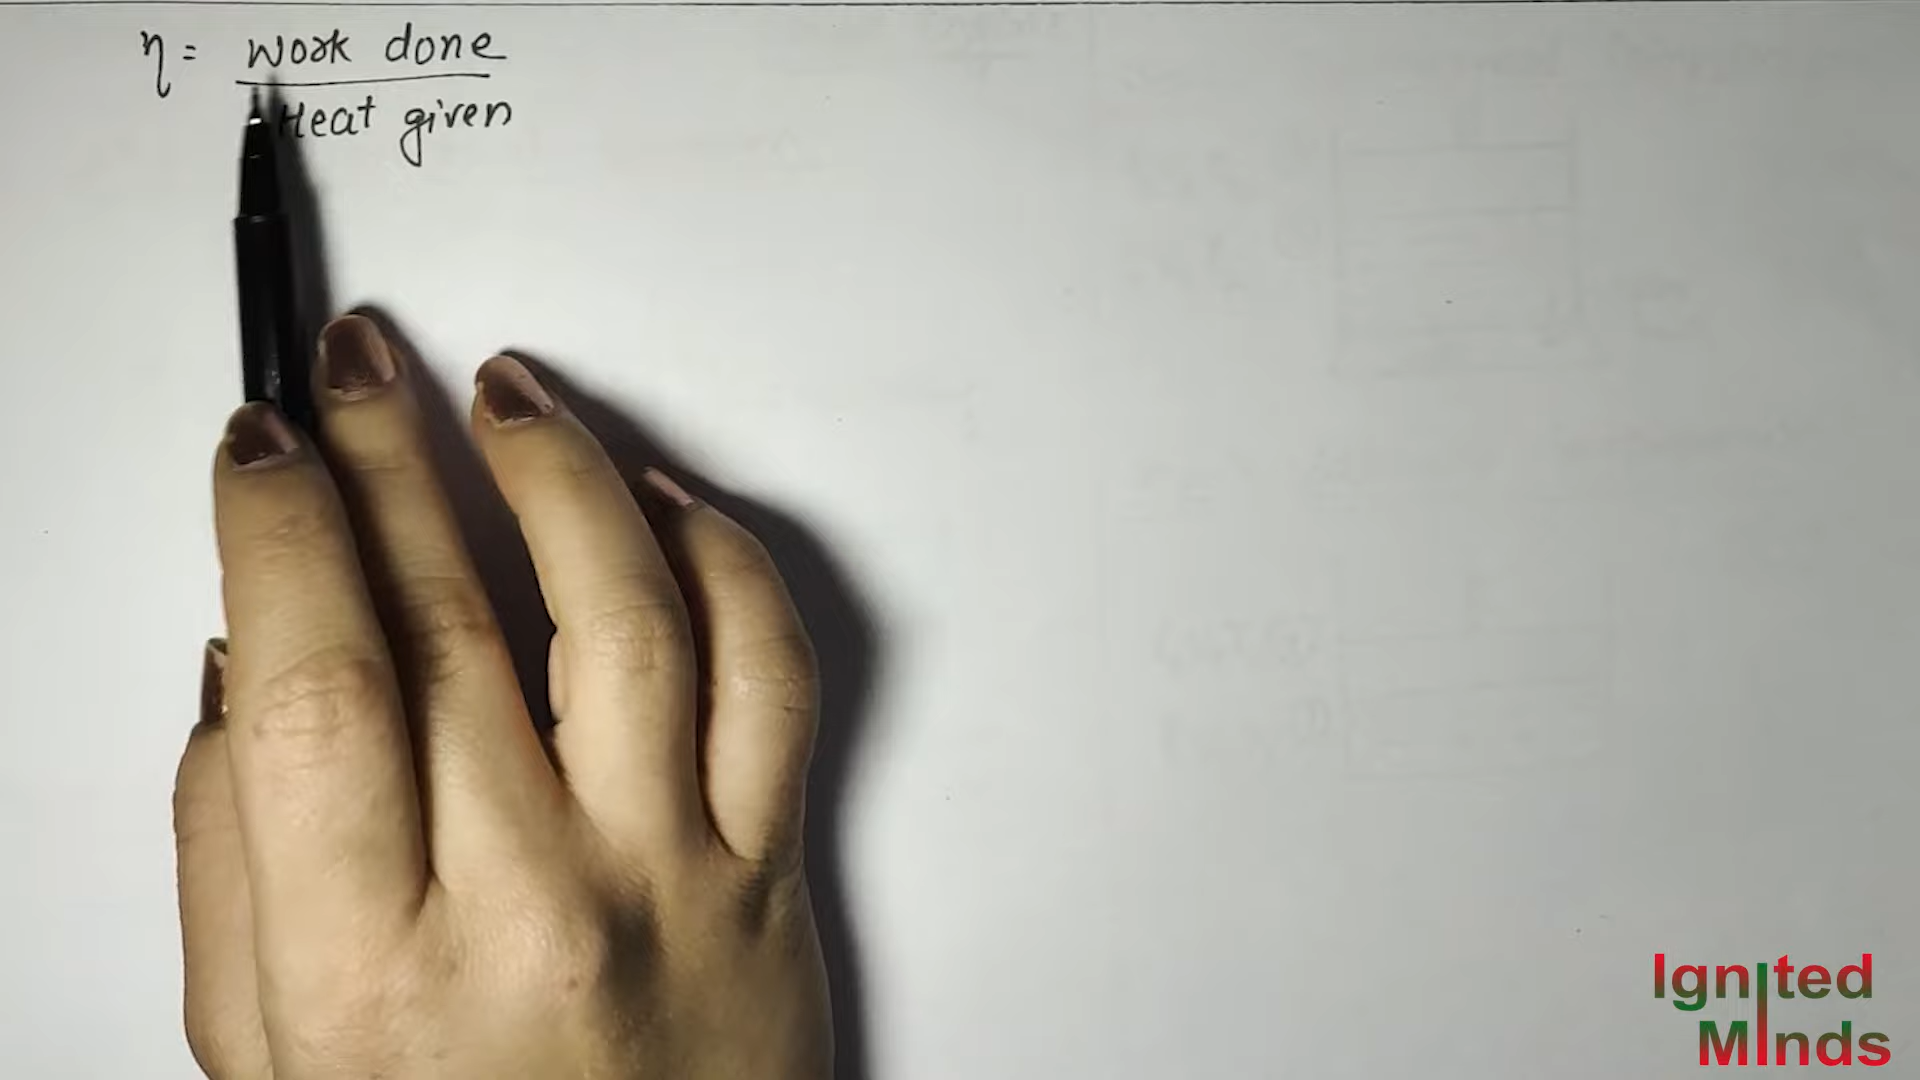 η = Work done
Heat given
Ignited
Minds